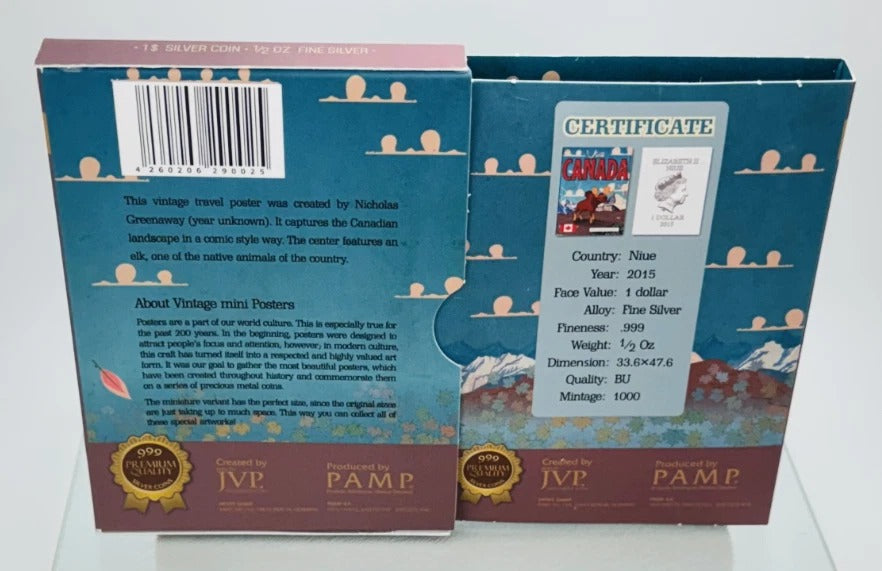 · 1$ SILVER COIN · 1/2 OZ FINE SILVER ·
4 260206 290025
This vintage travel poster was created by Nicholas
Greenaway (year unknown). It captures the Canadian
landscape in a comic style way. The center features an
elk, one of the native animals of the country.
About Vintage mini Posters
Posters are a part of our world culture. This is especially true for
the past 200 years. In the beginning, posters were designed to
attract people's focus and attention, however, in modern culture,
this craft has turned itself into a respected and highly valued art
form. It was our goal to gather the most beautiful posters, which
have been created throughout history and commemorate them
on a series of precious metal coins.
The miniature variant has the perfect size, since the original sizes
are just taking up to much space. This way you can collect all of
these special artworks!
999
PREMIUM
QUALITY
SILVER COINS
Created by
JVP
Produced by
PAMP
CERTIFICATE
CANADA
ELIZABETH II
NIUE
1 DOLLAR
2015
Country: Niue
Year: 2015
Face Value: 1 dollar
Alloy: Fine Silver
Fineness: .999
Weight: 1/2 Oz
Dimension: 33.6×47.6
Quality: BU
Mintage: 1000
999
PREMIUM
QUALITY
SILVER COINS
Created by
JVP
Produced by
PAMP